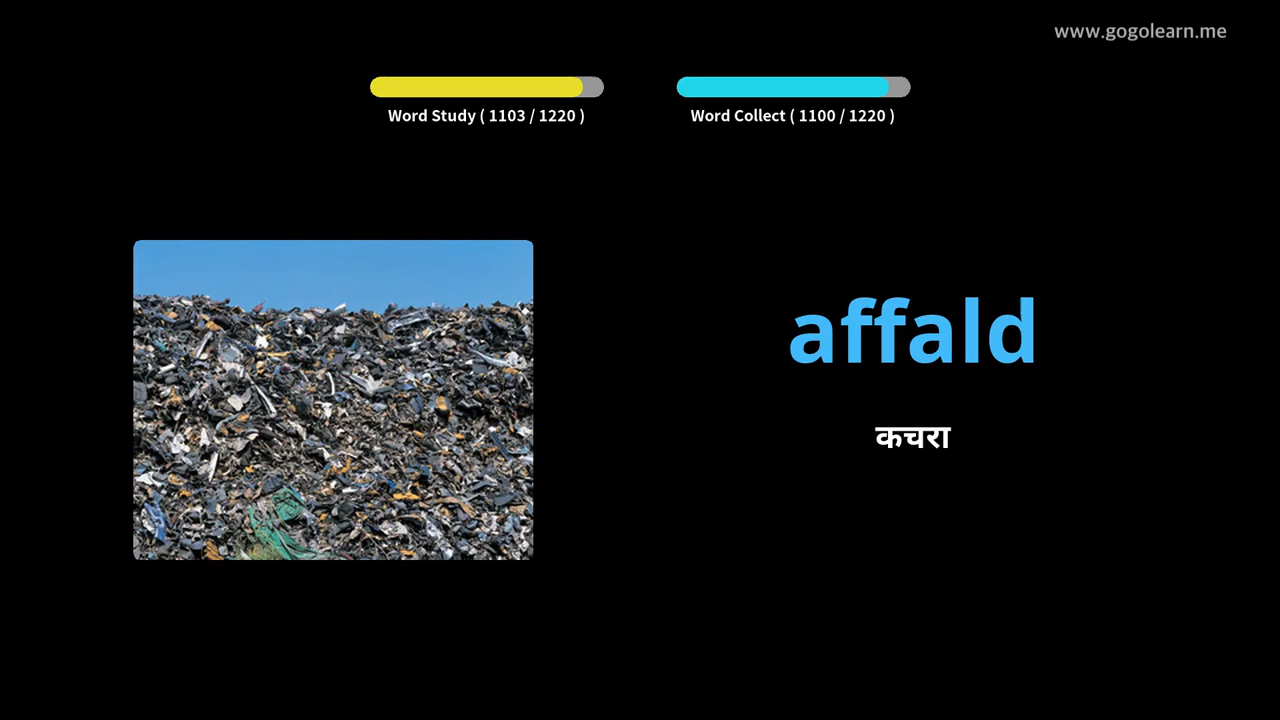 www.gogolearn.me
Word Study ( 1103 / 1220 )
Word Collect ( 1100 / 1220 )
affald
कचरा